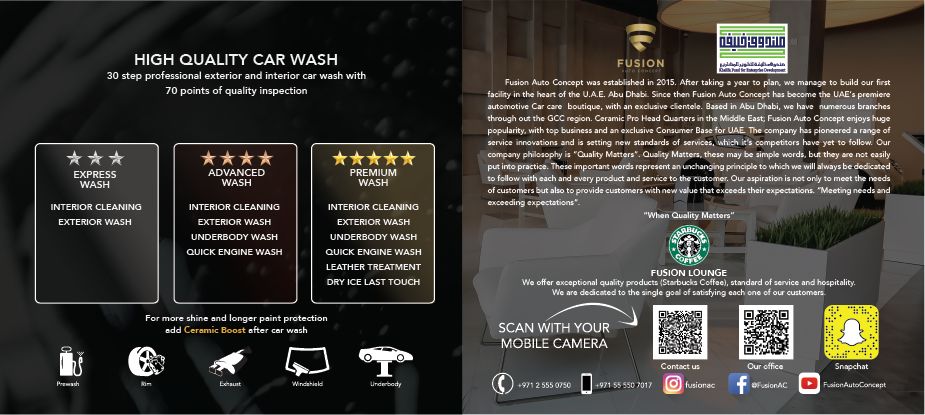 HIGH QUALITY CAR WASH
30 step professional exterior and interior car wash with
70 points of quality inspection
EXPRESS
WASH
INTERIOR CLEANING
EXTERIOR WASH
ADVANCED
WASH
INTERIOR CLEANING
EXTERIOR WASH
UNDERBODY WASH
QUICK ENGINE WASH
PREMIUM
WASH
INTERIOR CLEANING
EXTERIOR WASH
UNDERBODY WASH
QUICK ENGINE WASH
LEATHER TREATMENT
DRY ICE LAST TOUCH
For more shine and longer paint protection
add Ceramic Boost after car wash
Prewash
Rim
Exhaust
Windshield
Underbody
FUSION
AUTO CONCEPT
صندوق خليفة
Khalifa Fund for Enterprise Development
Fusion Auto Concept was established in 2015. After taking a year to plan, we manage to build our first
facility in the heart of the U.A.E. Abu Dhabi. Since then Fusion Auto Concept has become the UAE's premiere
automotive Car care boutique, with an exclusive clientele. Based in Abu Dhabi, we have numerous branches
through out the GCC region. Ceramic Pro Head Quarters in the Middle East; Fusion Auto Concept enjoys huge
popularity, with top business and an exclusive Consumer Base for UAE. The company has pioneered a range of
service innovations and is setting new standards of services, which it's competitors have yet to follow. Our
company philosophy is "Quality Matters". Quality Matters, these may be simple words, but they are not easily
put into practice. These important words represent an unchanging principle to which we will always be dedicated
to follow with each and every product and service to the customer. Our aspiration is not only to meet the needs
of customers but also to provide customers with new value that exceeds their expectations. "Meeting needs and
exceeding expectations".
"When Quality Matters"
STARBUCKS
COFFEE
FUSION LOUNGE
We offer exceptional quality products (Starbucks Coffee), standard of service and hospitality.
We are dedicated to the single goal of satisfying each one of our customers.
SCAN WITH YOUR
MOBILE CAMERA
Contact us
Our office
Snapchat
+971 2 555 0750
+971 55 550 7017
fusionac
@FusionAC
FusionAutoConcept